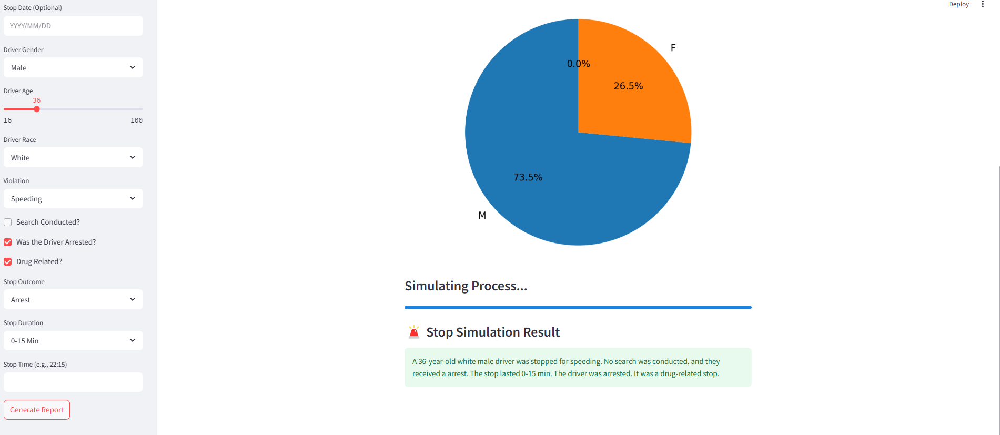 Stop Date (Optional)
YYYY/MM/DD
Driver Gender
Male
Driver Age
36
16 100
Driver Race
White
Violation
Speeding
Search Conducted?
Was the Driver Arrested?
Drug Related?
Stop Outcome
Arrest
Stop Duration
0-15 Min
Stop Time (e.g., 22:15)
Generate Report
Deploy
F
0.0%
26.5%
73.5%
M
Simulating Process...
Stop Simulation Result
A 36-year-old white male driver was stopped for speeding. No search was conducted, and they
received a arrest. The stop lasted 0-15 min. The driver was arrested. It was a drug-related stop.